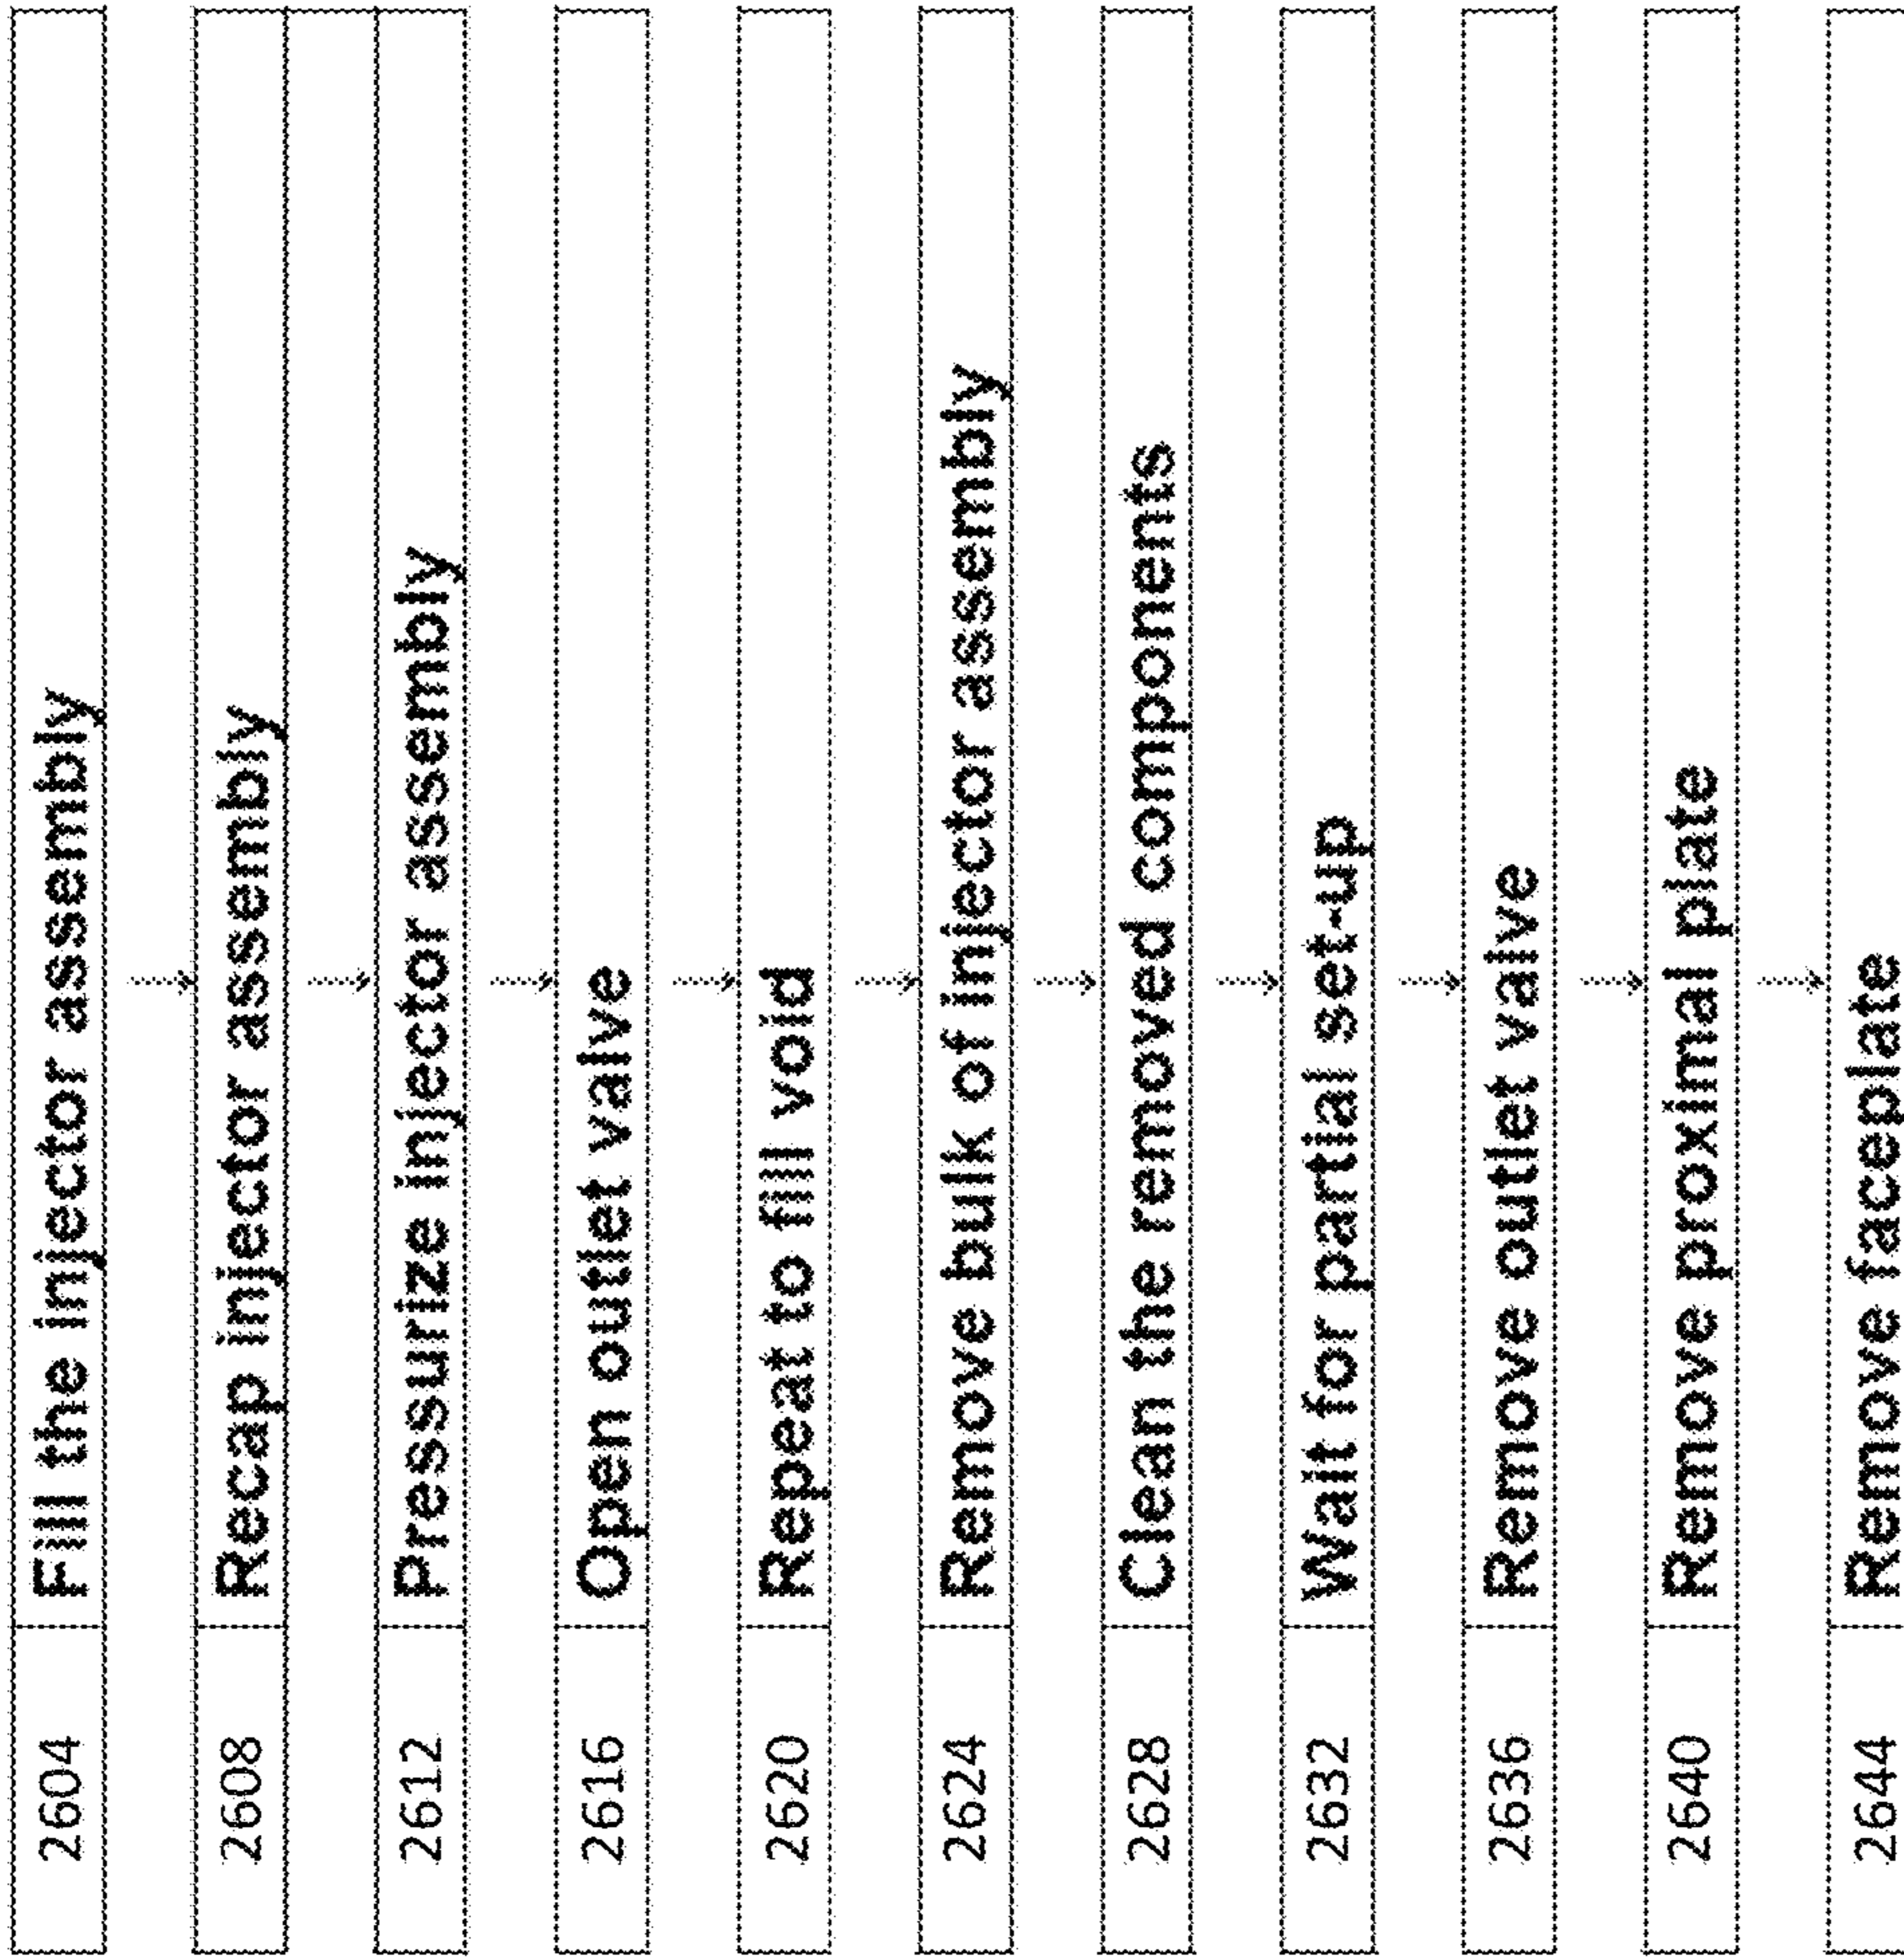 2604 Fill the injector assembly
2608 Recap injector assembly
2612 Pressurize injector assembly
2616 Open outlet valve
2620 Repeat to fill void
2624 Remove bulk of injector assembly
2628 Clean the removed components
2632 Wait for partial set-up
2636 Remove outlet valve
2640 Remove proximal plate
2644 Remove faceplate